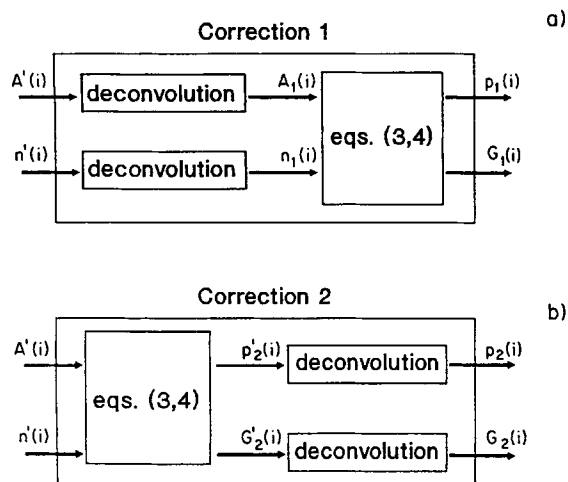 Correction 1
a)
A'(i)
deconvolution
A₁(i)
eqs. (3,4)
p₁(i)
n'(i)
deconvolution
n₁(i)
G₁(i)
Correction 2
b)
A'(i)
eqs. (3,4)
p'₂(i)
deconvolution
p₂(i)
n'(i)
G'₂(i)
deconvolution
G₂(i)